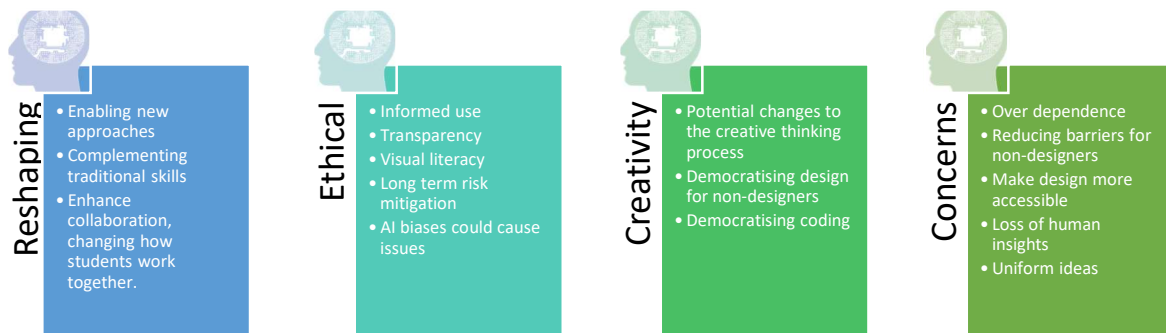 Reshaping
• Enabling new
approaches
• Complementing
traditional skills
• Enhance
collaboration,
changing how
students work
together.
Ethical
• Informed use
• Transparency
• Visual literacy
• Long term risk
mitigation
• AI biases could cause
issues
Creativity
• Potential changes to
the creative thinking
process
• Democratising design
for non-designers
• Democratising coding
Concerns
• Over dependence
• Reducing barriers for
non-designers
• Make design more
accessible
• Loss of human
insights
• Uniform ideas